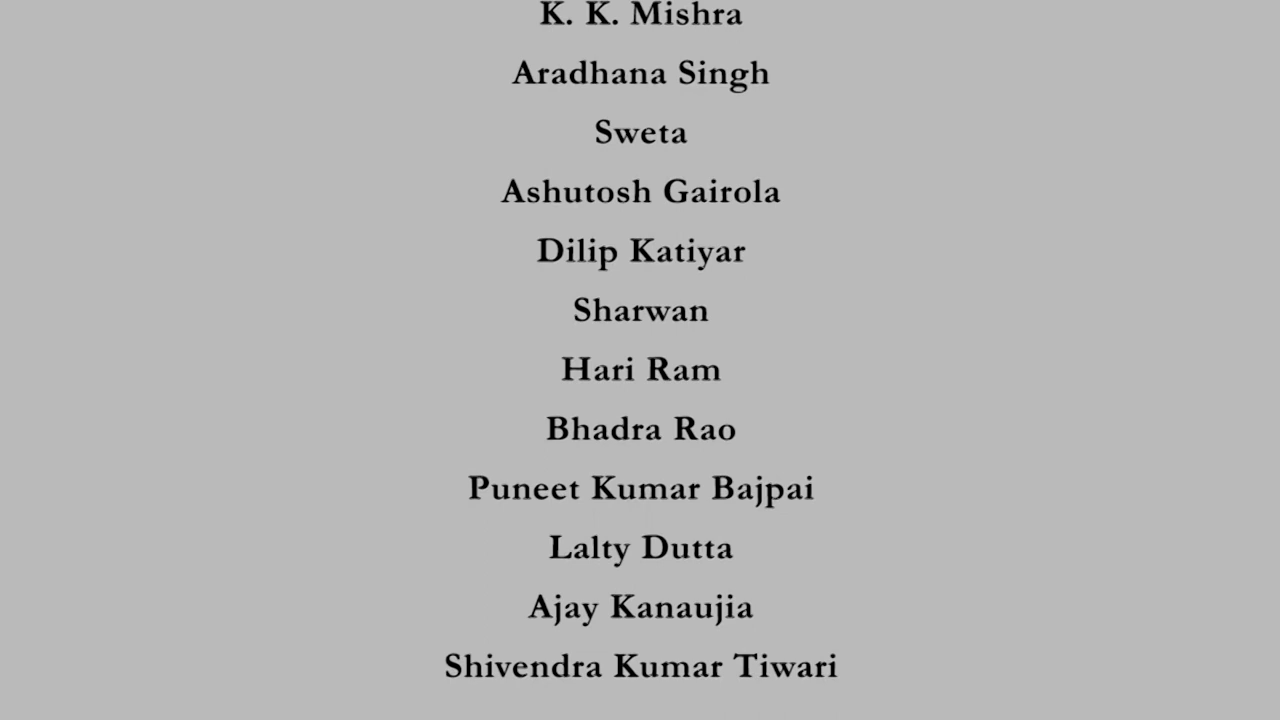 K. K. Mishra
Aradhana Singh
Sweta
Ashutosh Gairola
Dilip Katiyar
Sharwan
Hari Ram
Bhadra Rao
Puneet Kumar Bajpai
Lalty Dutta
Ajay Kanaujia
Shivendra Kumar Tiwari